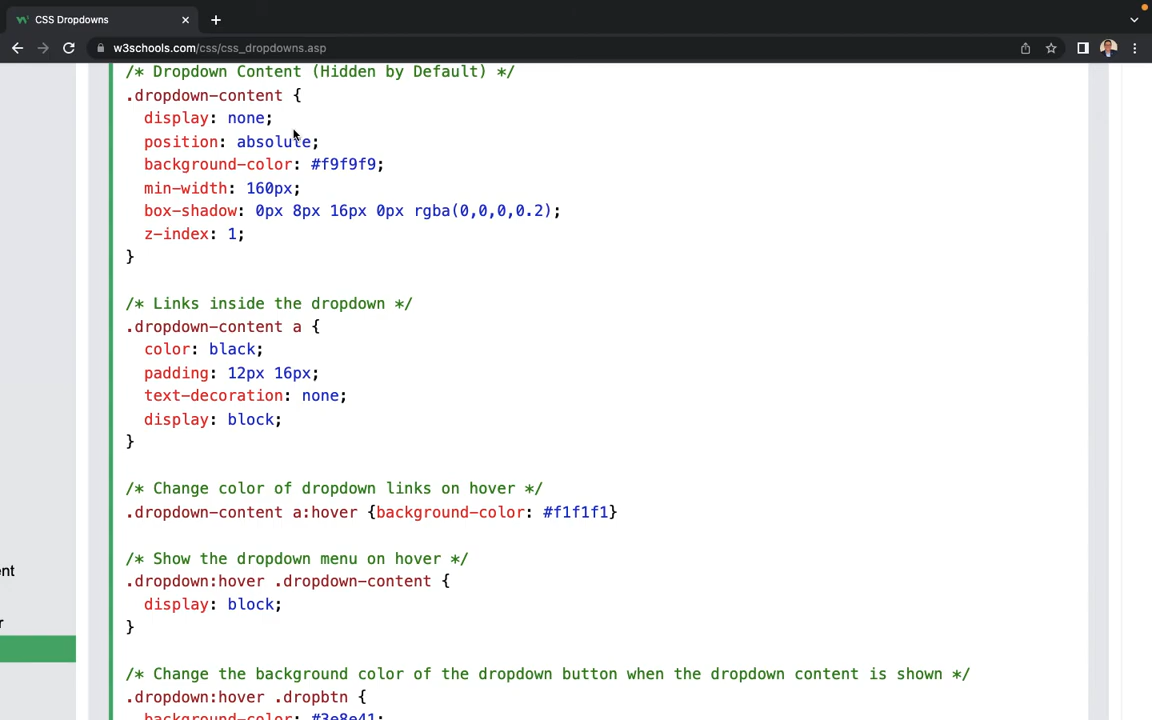 CSS Dropdowns
w3schools.com/css/css_dropdowns.asp
/* Dropdown Content (Hidden by Default) */
.dropdown-content {
display: none;
position: absolute;
background-color: #f9f9f9;
min-width: 160px;
box-shadow: 0px 8px 16px 0px rgba(0,0,0,0.2);
z-index: 1;
}
/* Links inside the dropdown */
.dropdown-content a {
color: black;
padding: 12px 16px;
text-decoration: none;
display: block;
}
/* Change color of dropdown links on hover */
.dropdown-content a:hover {background-color: #f1f1f1}
/* Show the dropdown menu on hover */
.dropdown:hover .dropdown-content {
display: block;
}
/* Change the background color of the dropdown button when the dropdown content is shown */
.dropdown:hover .dropbtn {
background-color: #3e8e41;
ent
r